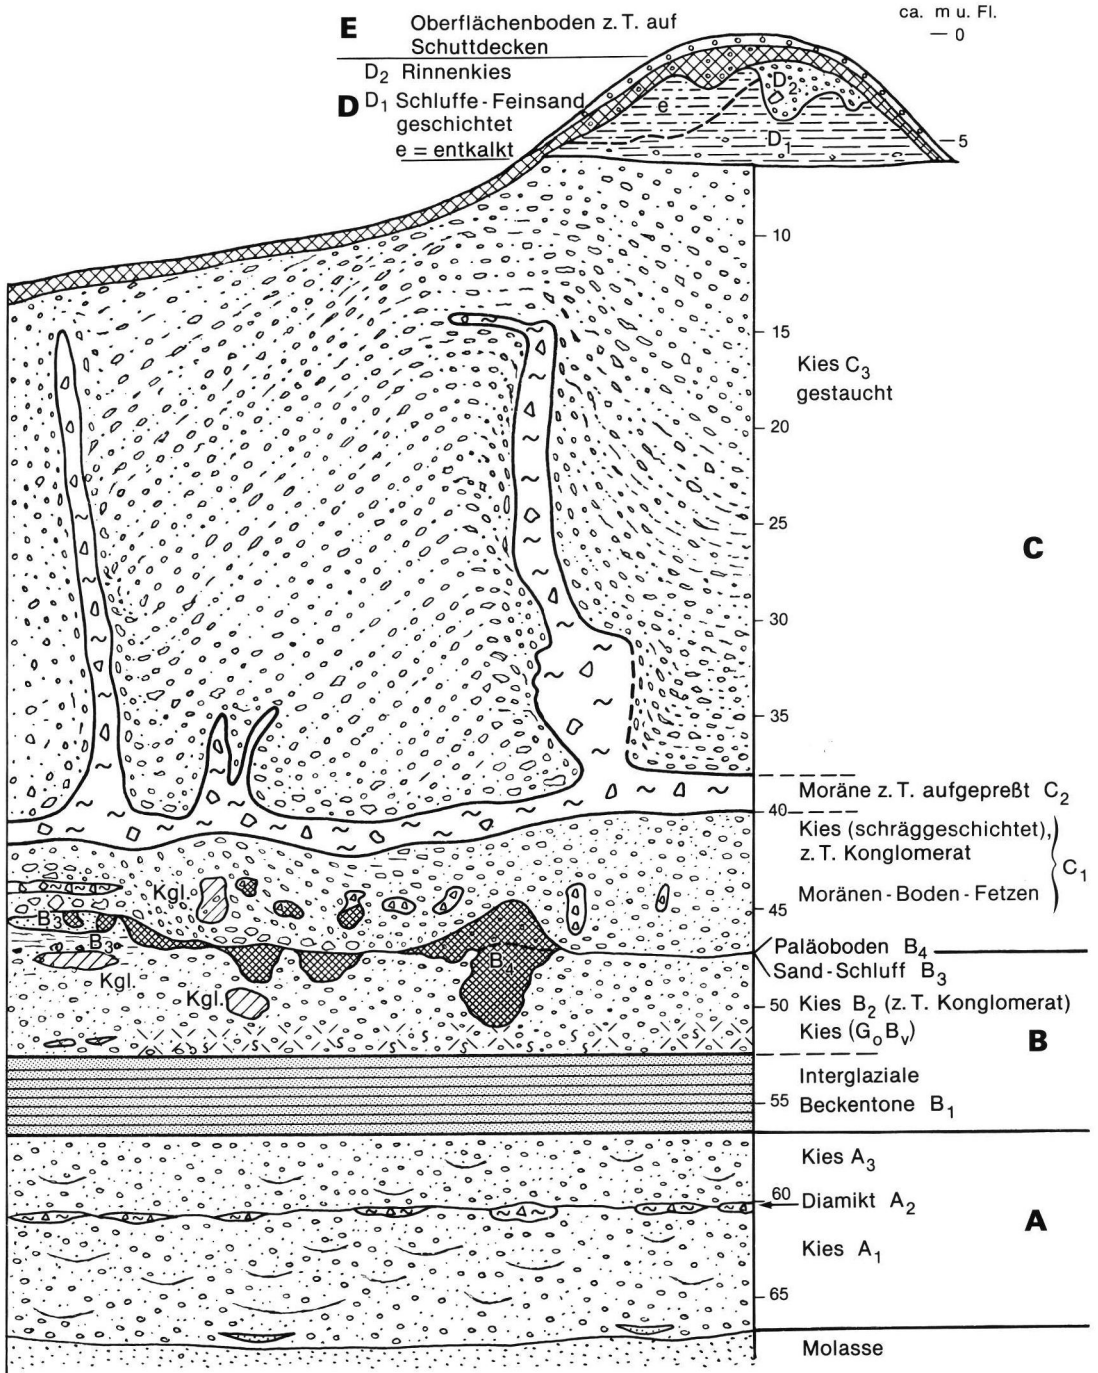 ca. m u. Fl.
E Oberflächenboden z. T. auf
Schuttdecken
0
D₂ Rinnenkies
D D₁ Schluffe - Feinsand
geschichtet
e = entkalkt
e
D₂
D₁
5
10
15
Kies C₃
gestaucht
20
25
C
30
35
Moräne z. T. aufgepreßt C₂
40
Kies (schräggeschichtet),
z. T. Konglomerat
C₁
Moränen - Boden - Fetzen
Kgl.
45
B₃
B₃
B₄
Paläoboden B₄
Sand - Schluff B₃
Kgl.
Kgl.
50
Kies B₂ (z. T. Konglomerat)
Kies (GₒBᵥ)
B
s s s s s s s s s s s
Interglaziale
55
Beckentone B₁
Kies A₃
60
Diamikt A₂
A
Kies A₁
65
Molasse